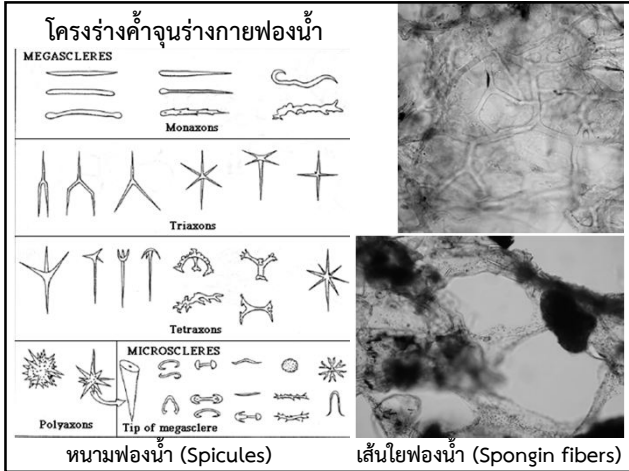 โครงร่างค้ำจุนร่างกายฟองน้ำ
MEGASCLERES
Monaxons
Triaxons
Tetraxons
MICROSCLERES
Polyaxons
Tip of megasclere
หนามฟองน้ำ (Spicules)
เส้นใยฟองน้ำ (Spongin fibers)